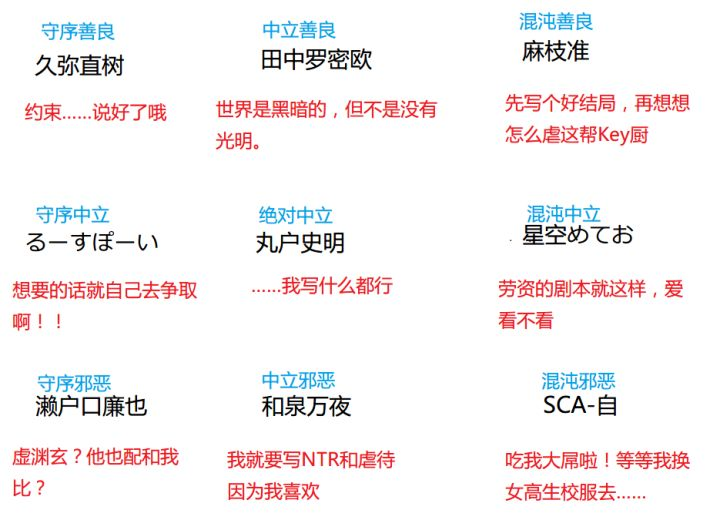 守序善良
久弥直树
约束......说好了哦
中立善良
田中罗密欧
世界是黑暗的，但不是没有
光明。
混沌善良
麻枝准
先写个好结局，再想想
怎么虐这帮Key厨
守序中立
るーすぼーい
想要的话就自己去争取
啊！！
绝对中立
丸户史明
......我写什么都行
混沌中立
星空めてお
劳资的剧本就这样，爱
看不看
守序邪恶
濑户口廉也
虚渊玄？他也配和我
比？
中立邪恶
和泉万夜
我就要写NTR和虐待
因为我喜欢
混沌邪恶
SCA-自
吃我大屌啦！等等我换
女高生校服去......